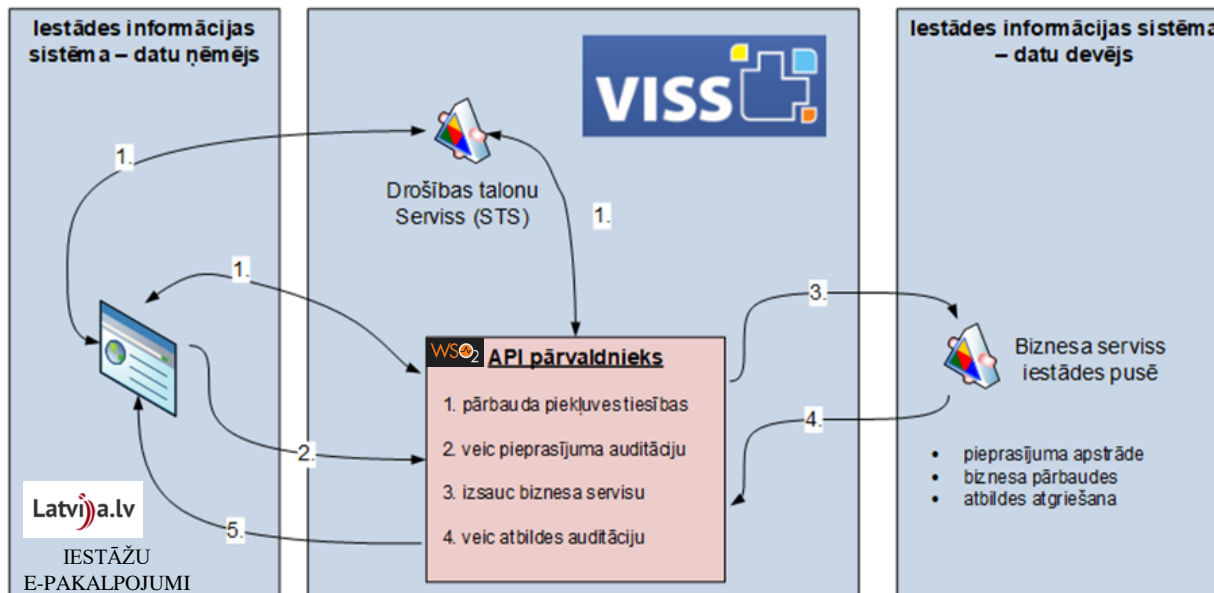 Iestādes informācijas
sistēma – datu ņēmējs
1.
1.
2.
5.
Latvija.lv
IESTĀŽU
E-PAKALPOJUMI
VISS
Drošības talonu
Serviss (STS)
1.
WSO2 API pārvaldnieks
1. pārbauda piekļuves tiesības
2. veic pieprasījuma auditāciju
3. izsauc biznesa servisu
4. veic atbildes auditāciju
3.
4.
Iestādes informācijas sistēma
– datu devējs
Biznesa serviss
iestādes pusē
• pieprasījuma apstrāde
• biznesa pārbaudes
• atbildes atgriešana